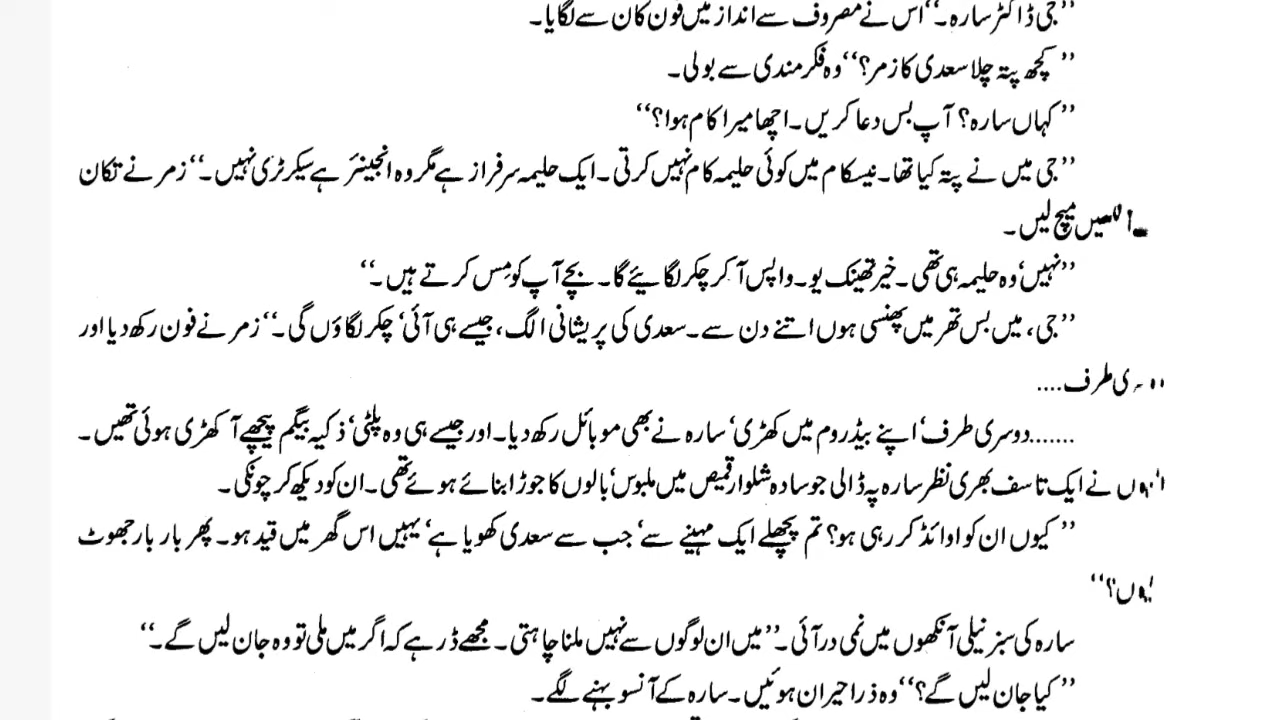 ”جی ڈاکٹر سارہ۔“ اس نے مصروف سے انداز میں فون کان سے لگایا۔
”کچھ پتہ چلا سعدی کا زمر؟“ وہ فکر مندی سے بولی۔
”کہاں سارہ؟ آپ بس دعا کریں۔ اچھا میرا کام ہوا؟“
”جی میں نے پتہ کیا تھا۔ نیسکام میں کوئی حلیمہ کام نہیں کرتی۔ ایک حلیمہ سرفراز ہے مگر وہ انجینئر ہے سیکرٹری نہیں۔“ زمر نے تکان
میچ لیں۔
”نہیں‘ وہ حلیمہ ہی تھی۔ خیر تھینک یو۔ واپس آ کر چکر لگائیے گا۔ بچے آپ کو مِس کرتے ہیں۔“
”جی، میں بس تھر میں پھنسی ہوں اتنے دن سے۔ سعدی کی پریشانی الگ، جیسے ہی آئی‘ چکر لگاؤں گی۔“ زمر نے فون رکھ دیا اور
طرف....
.......دوسری طرف‘ اپنے بیڈروم میں کھڑی‘ سارہ نے بھی موبائل رکھ دیا۔ اور جیسے ہی وہ پلٹی‘ ذکیہ بیگم پیچھے آ کھڑی ہوئی تھیں۔
نے ایک تاسف بھری نظر سارہ پہ ڈالی جو سادہ شلوار قمیص میں ملبوس‘ بالوں کا جوڑا بنائے ہوئے تھی۔ ان کو دیکھ کر چونکی۔
”کیوں ان کو اوائڈ کر رہی ہو؟ تم پچھلے ایک مہینے سے‘ جب سے سعدی کھویا ہے‘ یہیں اس گھر میں قید ہو۔ پھر بار بار جھوٹ
سارہ کی سبز نیلی آنکھوں میں نمی در آئی۔ ”میں ان لوگوں سے نہیں ملنا چاہتی۔ مجھے ڈر ہے کہ اگر میں ملی تو وہ جان لیں گے۔“
”کیا جان لیں گے؟“ وہ ذرا حیران ہوئیں۔ سارہ کے آنسو بہنے لگے۔